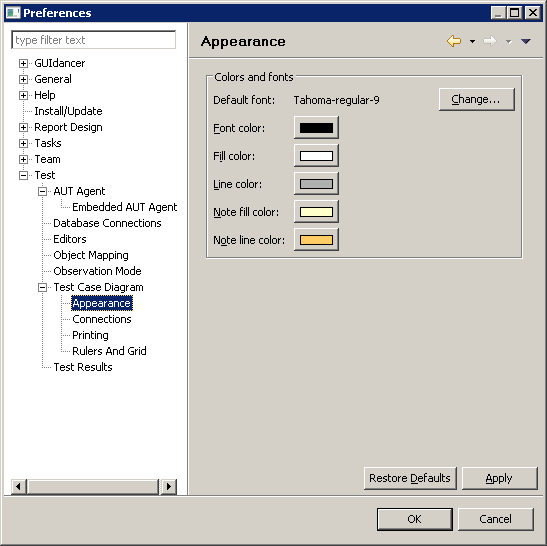 Preferences
type filter text
GUIdancer
General
Help
Install/Update
Report Design
Tasks
Team
Test
AUT Agent
Embedded AUT Agent
Database Connections
Editors
Object Mapping
Observation Mode
Test Case Diagram
Appearance
Connections
Printing
Rulers And Grid
Test Results
Appearance
Colors and fonts
Default font: Tahoma-regular-9 Change...
Font color:
Fill color:
Line color:
Note fill color:
Note line color:
Restore Defaults Apply
OK Cancel